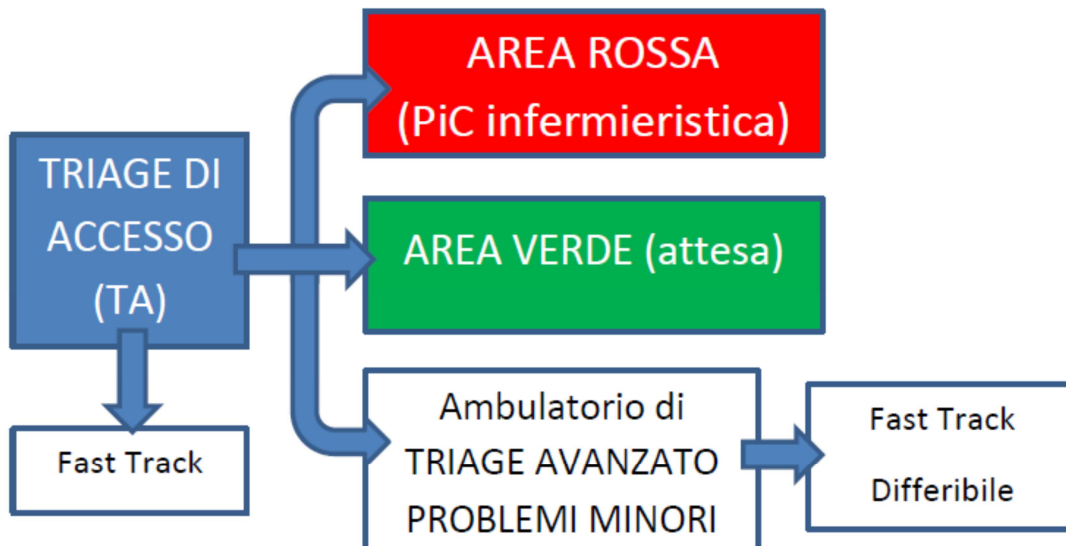 AREA ROSSA
(PiC infermieristica)
TRIAGE DI
ACCESSO
(TA)
AREA VERDE (attesa)
Fast Track
Ambulatorio di
TRIAGE AVANZATO
PROBLEMI MINORI
Fast Track
Differibile